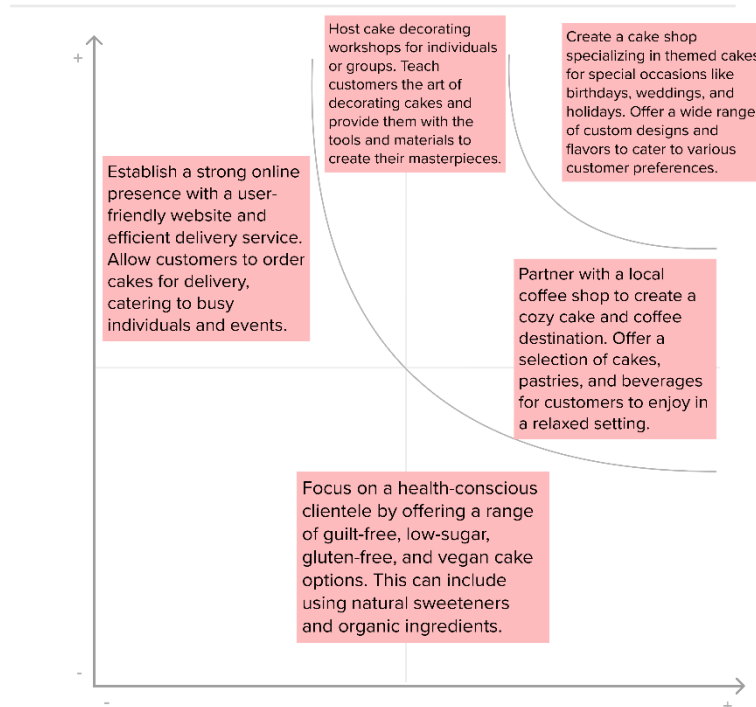 +
Host cake decorating
workshops for individuals
or groups. Teach
customers the art of
decorating cakes and
provide them with the
tools and materials to
create their masterpieces.
Create a cake shop
specializing in themed cakes
for special occasions like
birthdays, weddings, and
holidays. Offer a wide range
of custom designs and
flavors to cater to various
customer preferences.
Establish a strong online
presence with a user-
friendly website and
efficient delivery service.
Allow customers to order
cakes for delivery,
catering to busy
individuals and events.
Partner with a local
coffee shop to create a
cozy cake and coffee
destination. Offer a
selection of cakes,
pastries, and beverages
for customers to enjoy in
a relaxed setting.
Focus on a health-conscious
clientele by offering a range
of guilt-free, low-sugar,
gluten-free, and vegan cake
options. This can include
using natural sweeteners
and organic ingredients.
-
- +